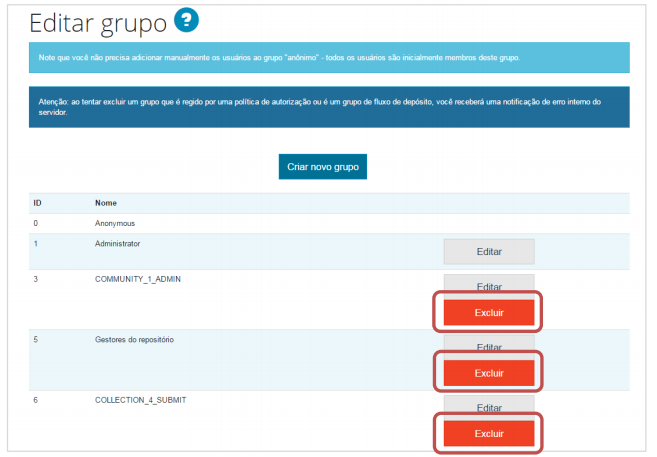 Editar grupo ?
Note que você não precisa adicionar manualmente os usuários ao grupo "anônimo" - todos os usuários são inicialmente membros deste grupo.
Atenção: ao tentar excluir um grupo que é regido por uma política de autorização ou é um grupo de fluxo de depósito, você receberá uma notificação de erro interno do
servidor.
Criar novo grupo
ID Nome
0 Anonymous
1 Administrator Editar
3 COMMUNITY_1_ADMIN Editar
Excluir
5 Gestores do repositório Editar
Excluir
6 COLLECTION_4_SUBMIT Editar
Excluir